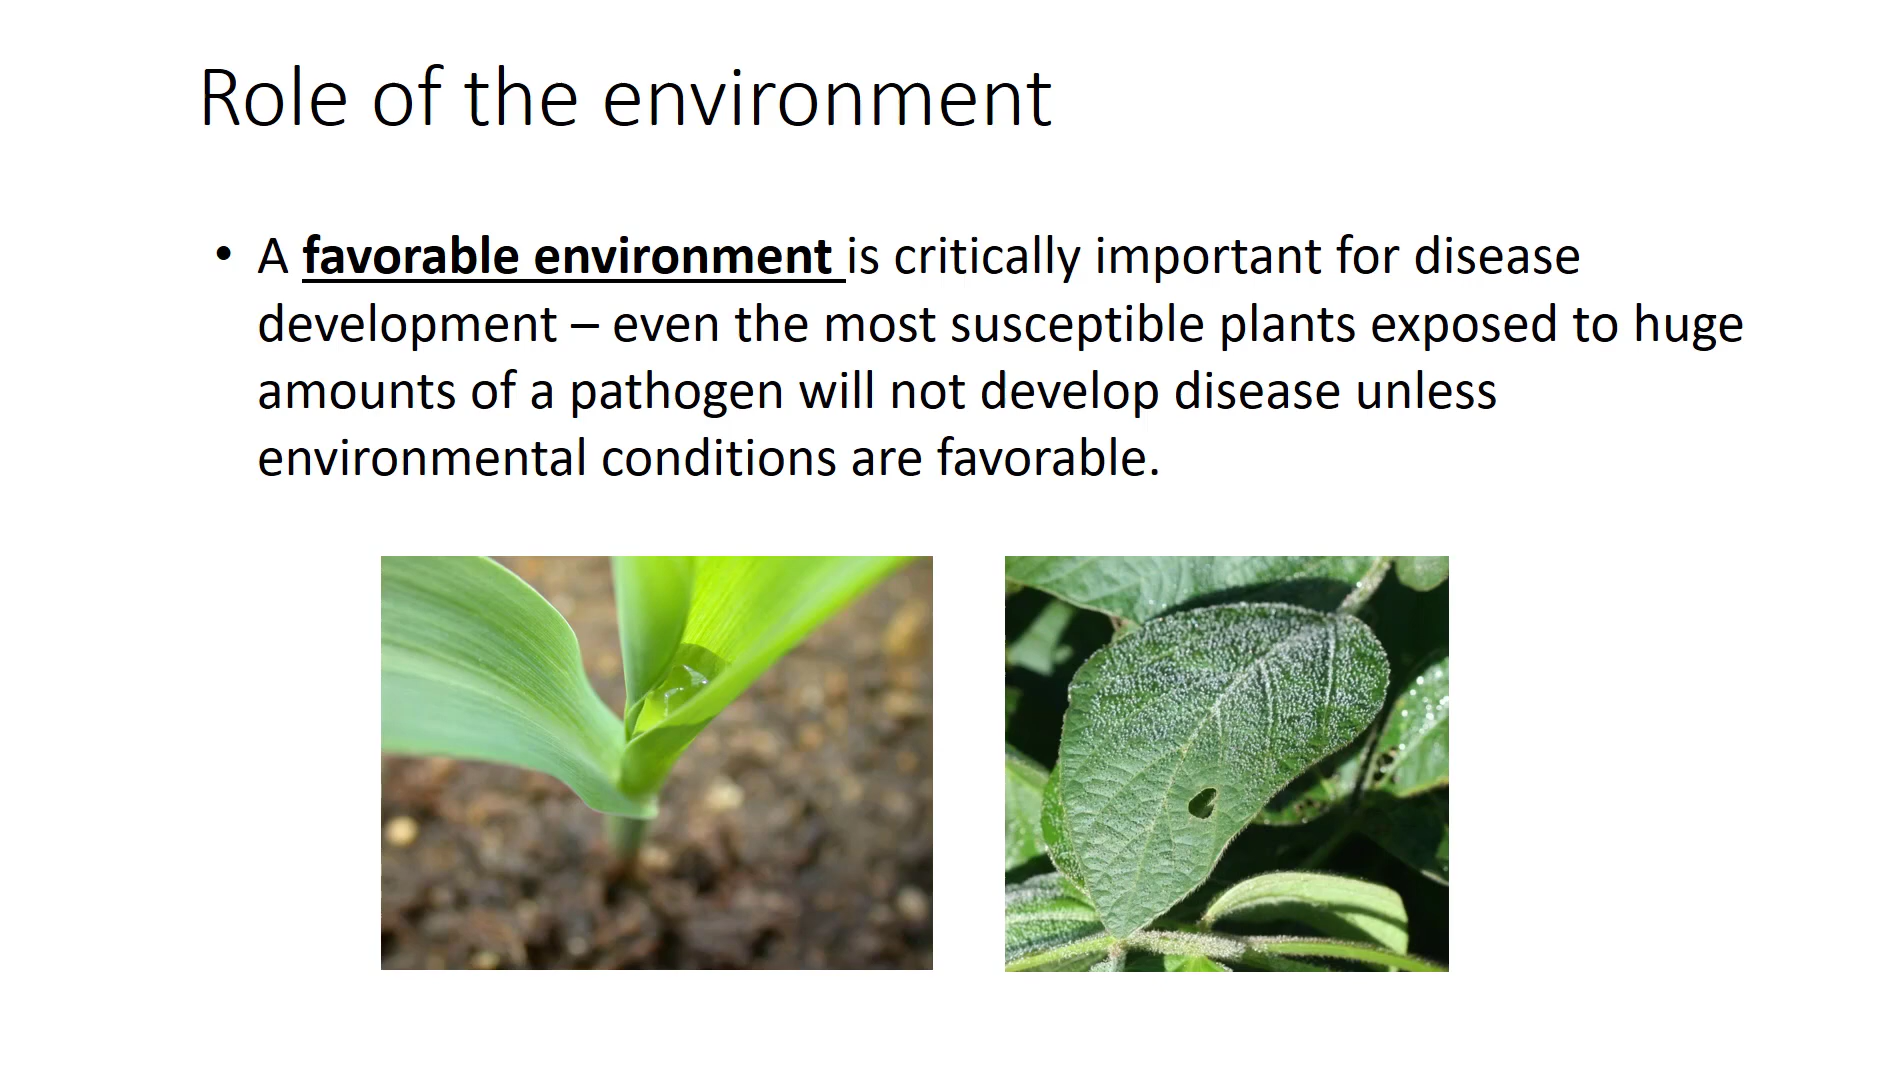 Role of the environment
• A favorable environment is critically important for disease
development – even the most susceptible plants exposed to huge
amounts of a pathogen will not develop disease unless
environmental conditions are favorable.